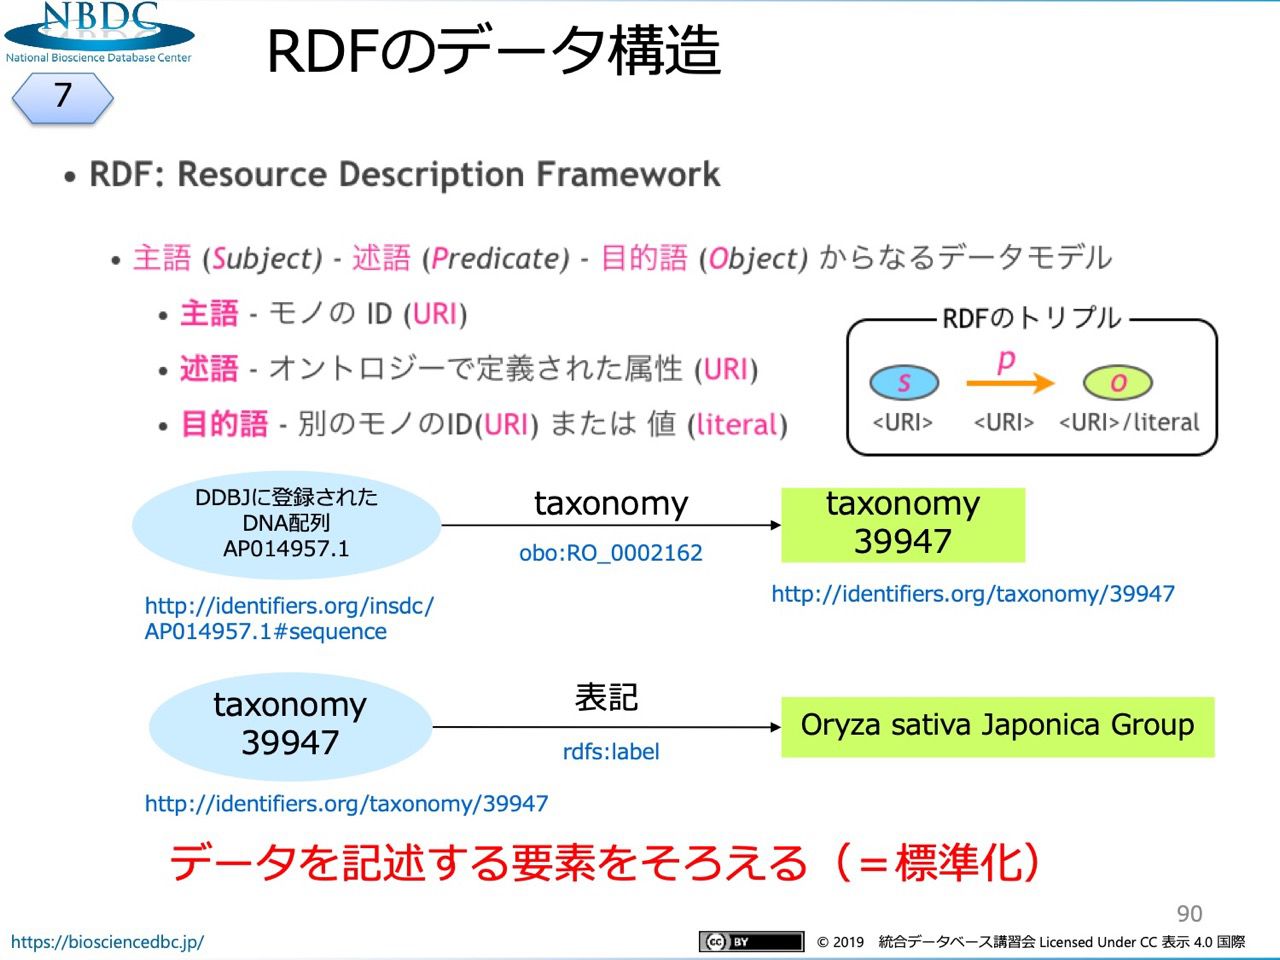 NBDC
National Bioscience Database Center
RDFのデータ構造
7
• RDF: Resource Description Framework
• 主語 (Subject) - 述語 (Predicate) - 目的語 (Object) からなるデータモデル
• 主語 - モノの ID (URI)
• 述語 - オントロジーで定義された属性 (URI)
• 目的語 - 別のモノのID(URI) または 値 (literal)
RDFのトリプル
S
P
O
<URI>
<URI>
<URI>/literal
DDBJに登録された
DNA配列
AP014957.1
taxonomy
obo:RO_0002162
taxonomy
39947
http://identifiers.org/insdc/
AP014957.1#sequence
http://identifiers.org/taxonomy/39947
taxonomy
39947
表記
rdfs:label
Oryza sativa Japonica Group
http://identifiers.org/taxonomy/39947
データを記述する要素をそろえる（＝標準化）
90
https://biosciencedbc.jp/
cc BY
© 2019 統合データベース講習会 Licensed Under CC 表示 4.0 国際